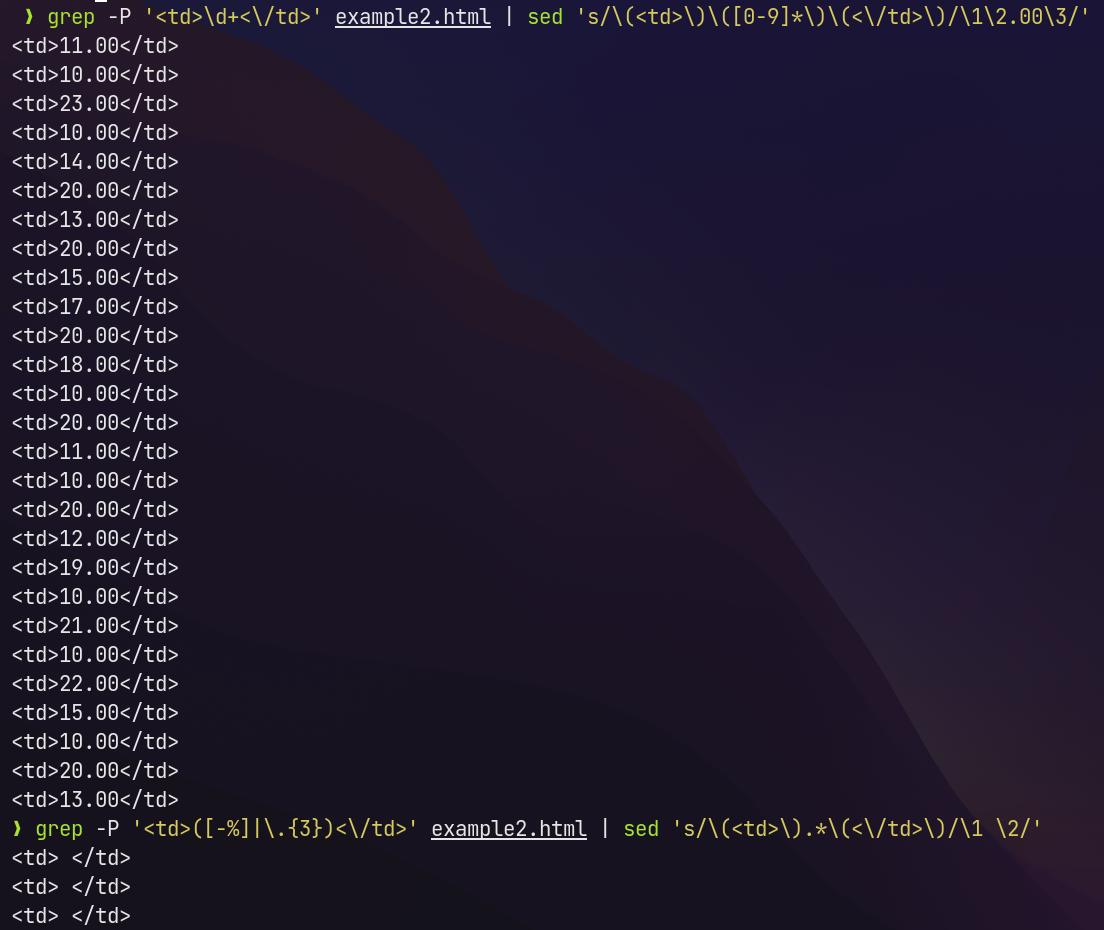 ❯ grep -P '<td>\d+<\/td>' example2.html | sed 's/\(<td>\)\([0-9]*\)\(<\/td>\)/\1\2.00\3/'
<td>11.00</td>
<td>10.00</td>
<td>23.00</td>
<td>10.00</td>
<td>14.00</td>
<td>20.00</td>
<td>13.00</td>
<td>20.00</td>
<td>15.00</td>
<td>17.00</td>
<td>20.00</td>
<td>18.00</td>
<td>10.00</td>
<td>20.00</td>
<td>11.00</td>
<td>10.00</td>
<td>20.00</td>
<td>12.00</td>
<td>19.00</td>
<td>10.00</td>
<td>21.00</td>
<td>10.00</td>
<td>22.00</td>
<td>15.00</td>
<td>10.00</td>
<td>20.00</td>
<td>13.00</td>
❯ grep -P '<td>([-%]|\.{3})<\/td>' example2.html | sed 's/\(<td>\).*\(<\/td>\)/\1 \2/'
<td> </td>
<td> </td>
<td> </td>